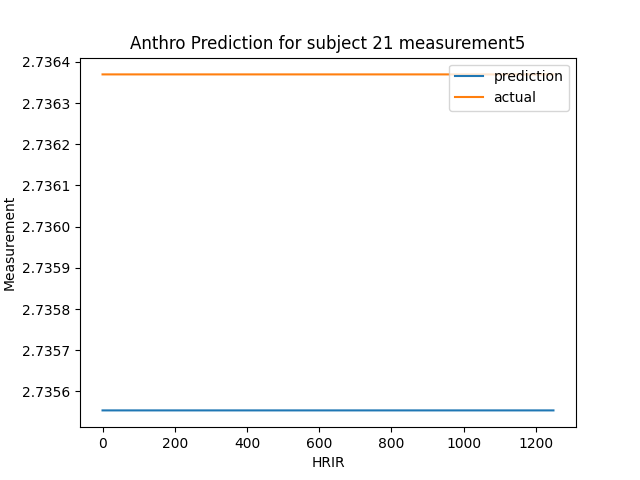 Anthro Prediction for subject 21 measurement5
prediction
actual
Measurement
2.7364
2.7363
2.7362
2.7361
2.7360
2.7359
2.7358
2.7357
2.7356
0 200 400 600 800 1000 1200
HRIR